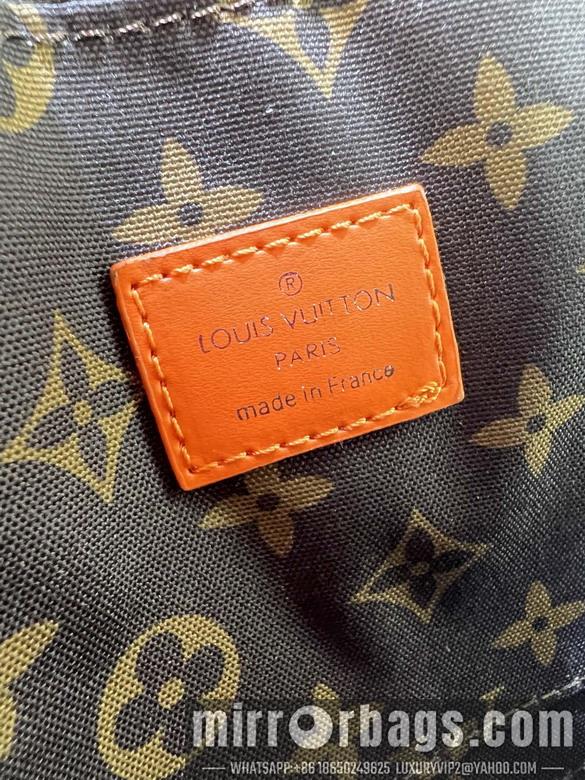 ®
LOUIS VUITTON
PARIS
made in France
mirrorbags.com
WHATSAPP:+86 18650249625 LUXURYVIP2@YAHOO.COM